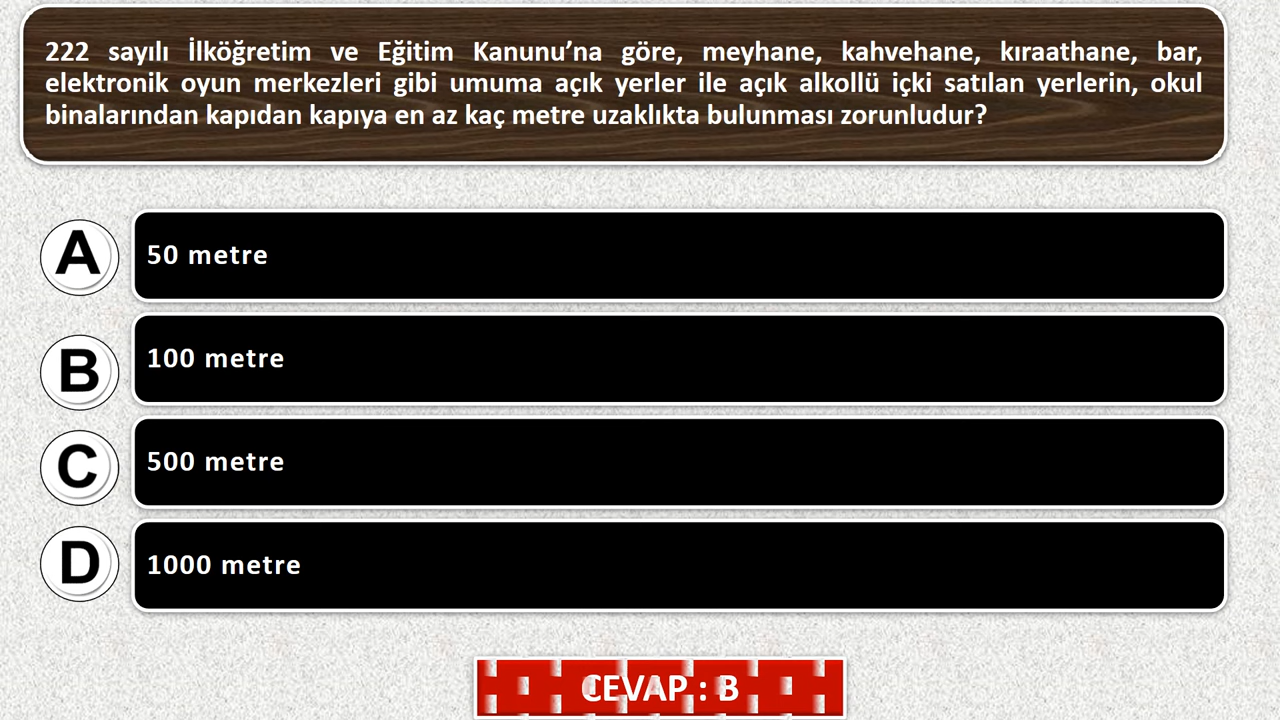 222 sayılı İlköğretim ve Eğitim Kanunu’na göre, meyhane, kahvehane, kıraathane, bar,
elektronik oyun merkezleri gibi umuma açık yerler ile açık alkollü içki satılan yerlerin, okul
binalarından kapıdan kapıya en az kaç metre uzaklıkta bulunması zorunludur?
A
50 metre
B
100 metre
C
500 metre
D
1000 metre
CEVAP : B